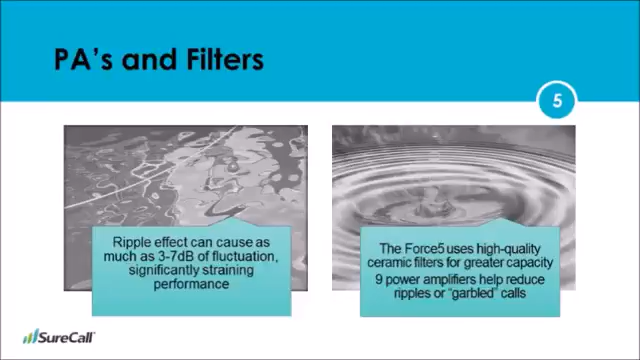 PA's and Filters
5
Ripple effect can cause as
much as 3-7dB of fluctuation,
significantly straining
performance
The Force5 uses high-quality
ceramic filters for greater capacity
9 power amplifiers help reduce
ripples or "garbled" calls
SureCall